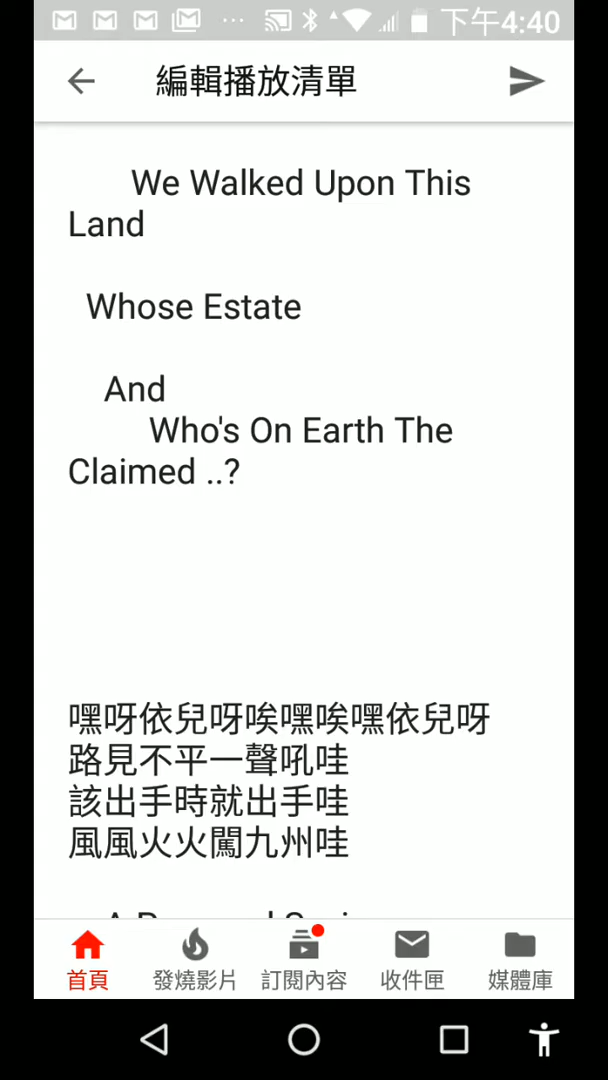 下午4:40
編輯播放清單
We Walked Upon This
Land
Whose Estate
And
Who's On Earth The
Claimed ..?
嘿呀依兒呀唉嘿唉嘿依兒呀
路見不平一聲吼哇
該出手時就出手哇
風風火火闖九州哇
首頁
發燒影片
訂閱內容
收件匣
媒體庫